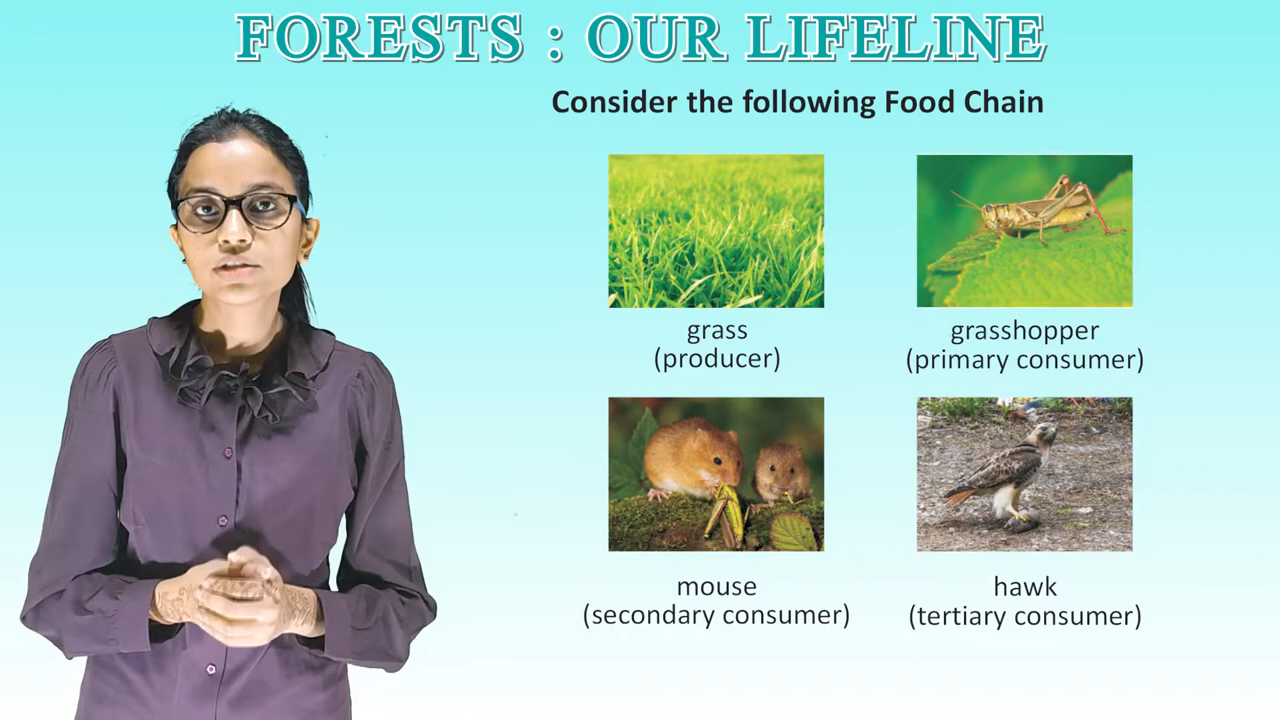 FORESTS : OUR LIFELINE
Consider the following Food Chain
grass
(producer)
grasshopper
(primary consumer)
mouse
(secondary consumer)
hawk
(tertiary consumer)